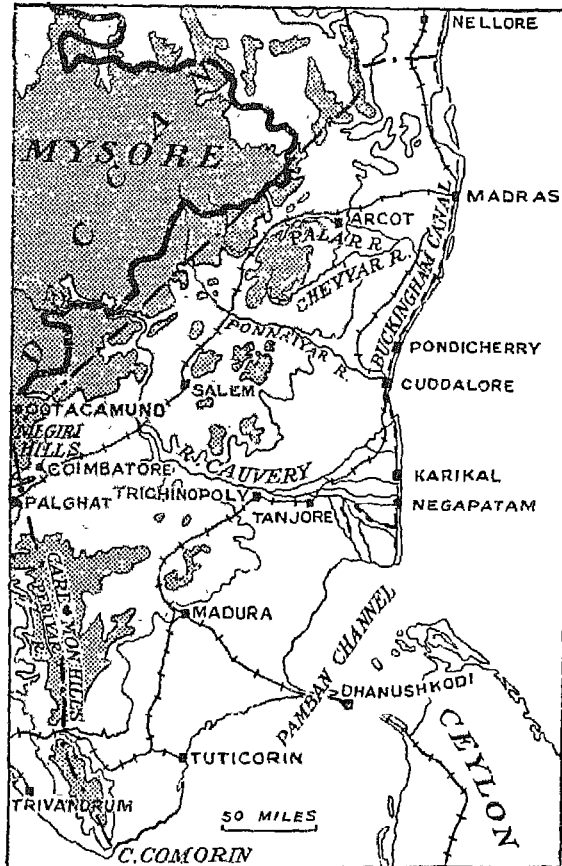 NELLORE
MYSORE
D E C C A N
MADRAS
ARCOT
PALAR R.
CHEYYAR R.
BUCKINGHAM CANAL
PONNAIYAR R.
PONDICHERRY
CUDDALORE
SALEM
OOTACAMUND
NILGIRI
HILLS
COIMBATORE
PALGHAT
R. CAUVERY
TRICHINOPOLY
TANJORE
KARIKAL
NEGAPATAM
CARDAMON HILLS
PERIYAR
MADURA
PAMBAN CHANNEL
DHANUSHKODI
CEYLON
TUTICORIN
TRIVANDRUM
50 MILES
C. COMORIN